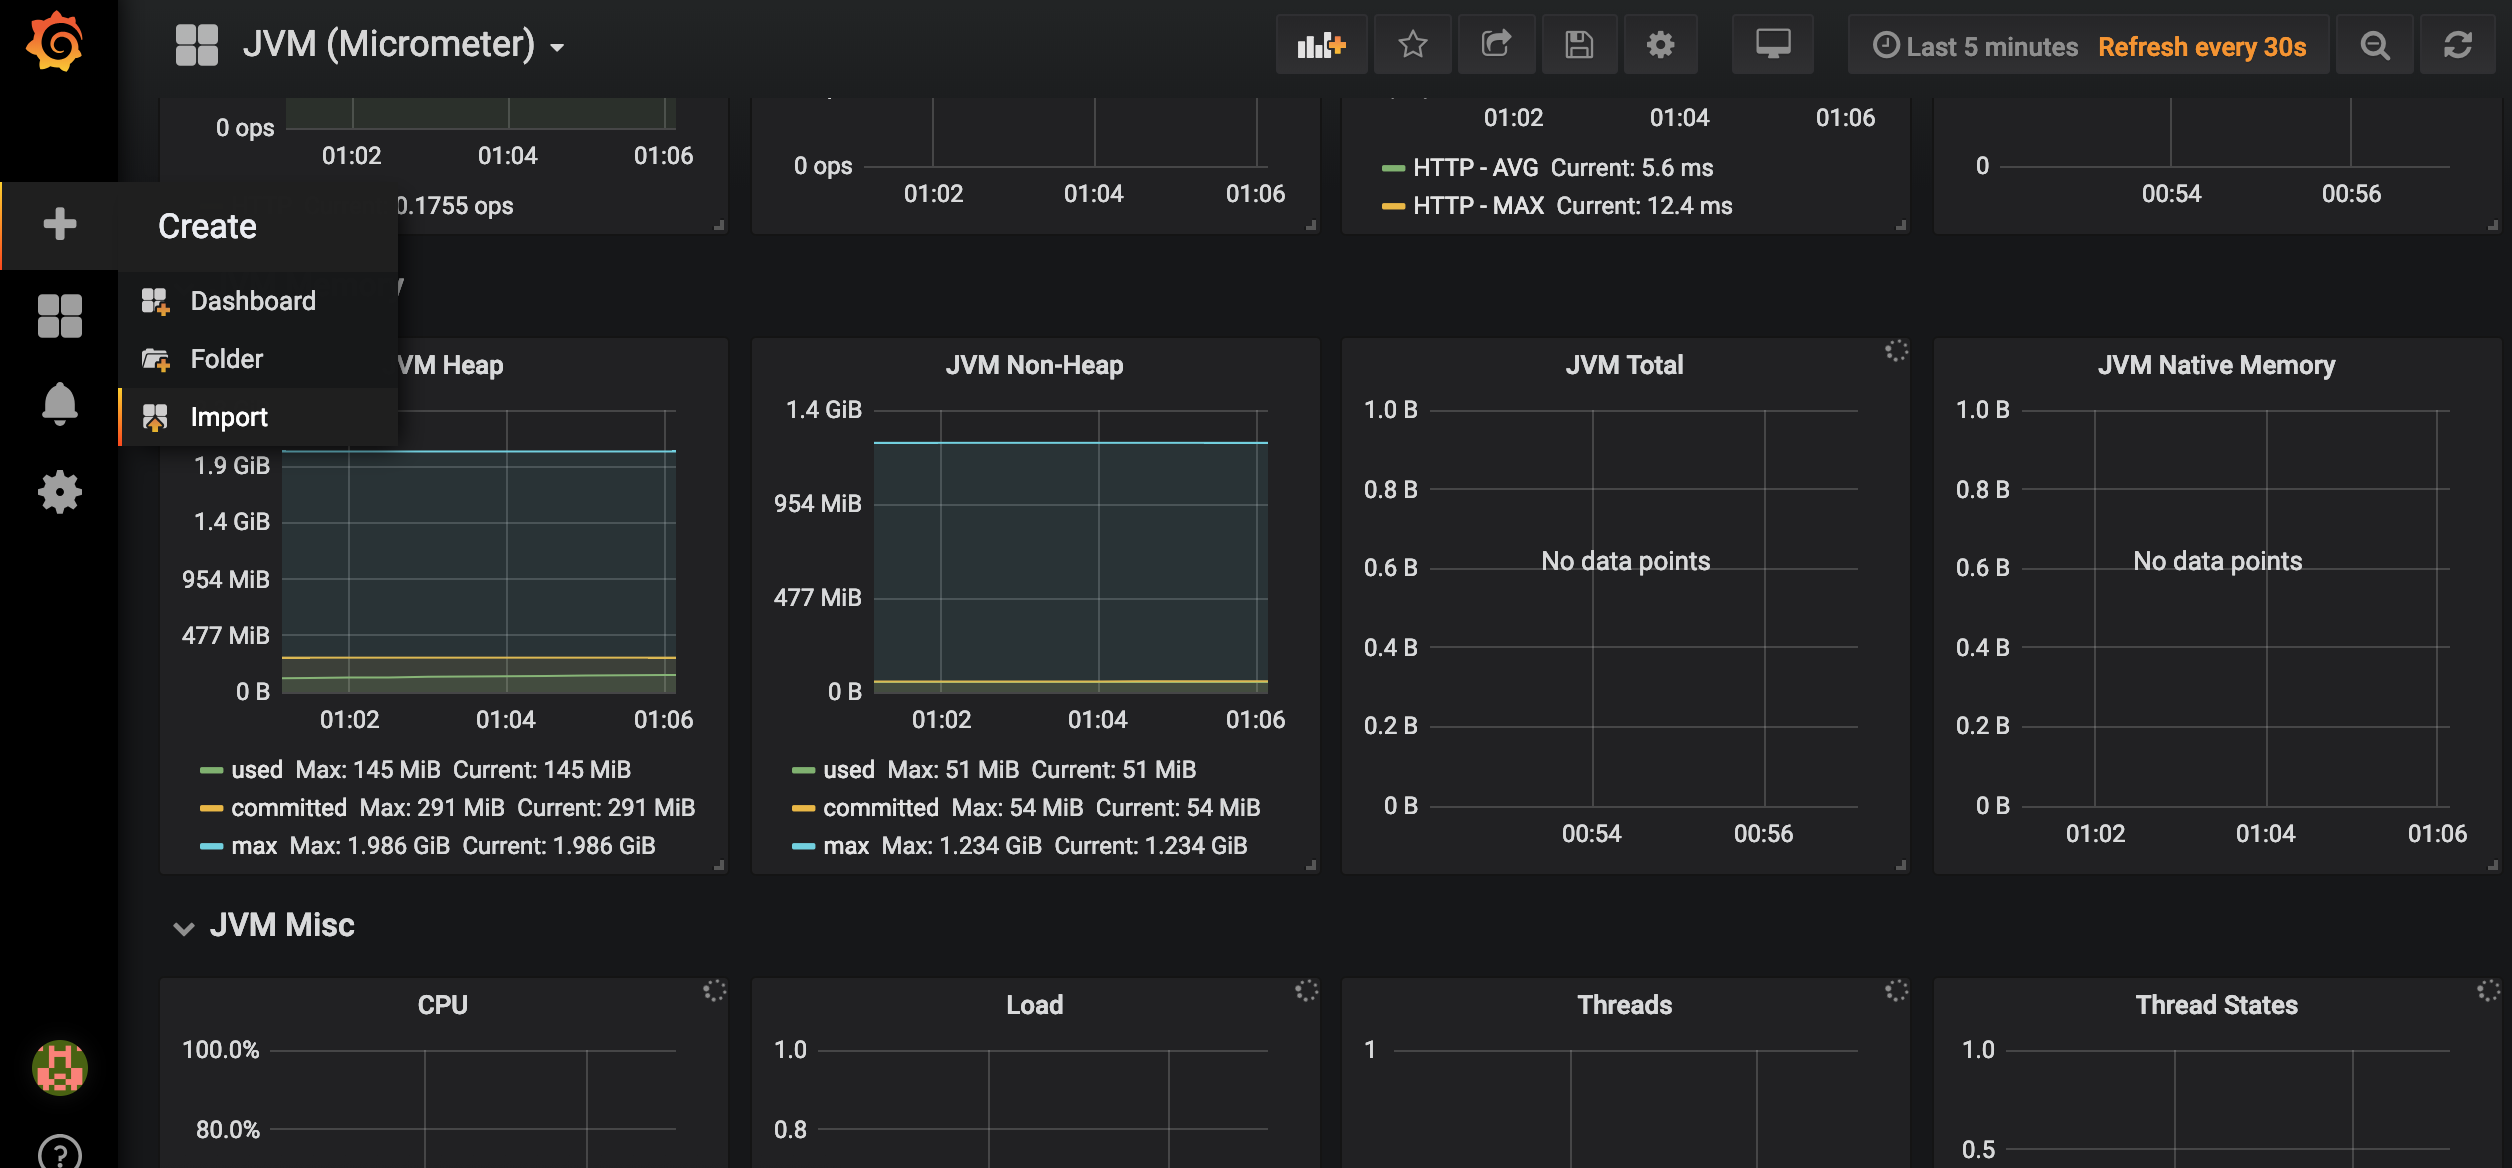 JVM (Micrometer)
Last 5 minutes Refresh every 30s
0 ops
01:02 01:04 01:06
0.1755 ops
0 ops
01:02 01:04 01:06
01:02 01:04 01:06
HTTP - AVG Current: 5.6 ms
HTTP - MAX Current: 12.4 ms
0
00:54 00:56
Create
Dashboard
Folder
Import
VM Heap
1.9 GiB
1.4 GiB
954 MiB
477 MiB
0 B
01:02 01:04 01:06
used Max: 145 MiB Current: 145 MiB
committed Max: 291 MiB Current: 291 MiB
max Max: 1.986 GiB Current: 1.986 GiB
JVM Non-Heap
1.4 GiB
954 MiB
477 MiB
0 B
01:02 01:04 01:06
used Max: 51 MiB Current: 51 MiB
committed Max: 54 MiB Current: 54 MiB
max Max: 1.234 GiB Current: 1.234 GiB
JVM Total
1.0 B
0.8 B
0.6 B
No data points
0.4 B
0.2 B
0 B
00:54 00:56
JVM Native Memory
1.0 B
0.8 B
0.6 B
No data points
0.4 B
0.2 B
0 B
01:02 01:04 01:06
JVM Misc
CPU
100.0%
80.0%
Load
1.0
0.8
Threads
1
Thread States
1.0
0.5
?